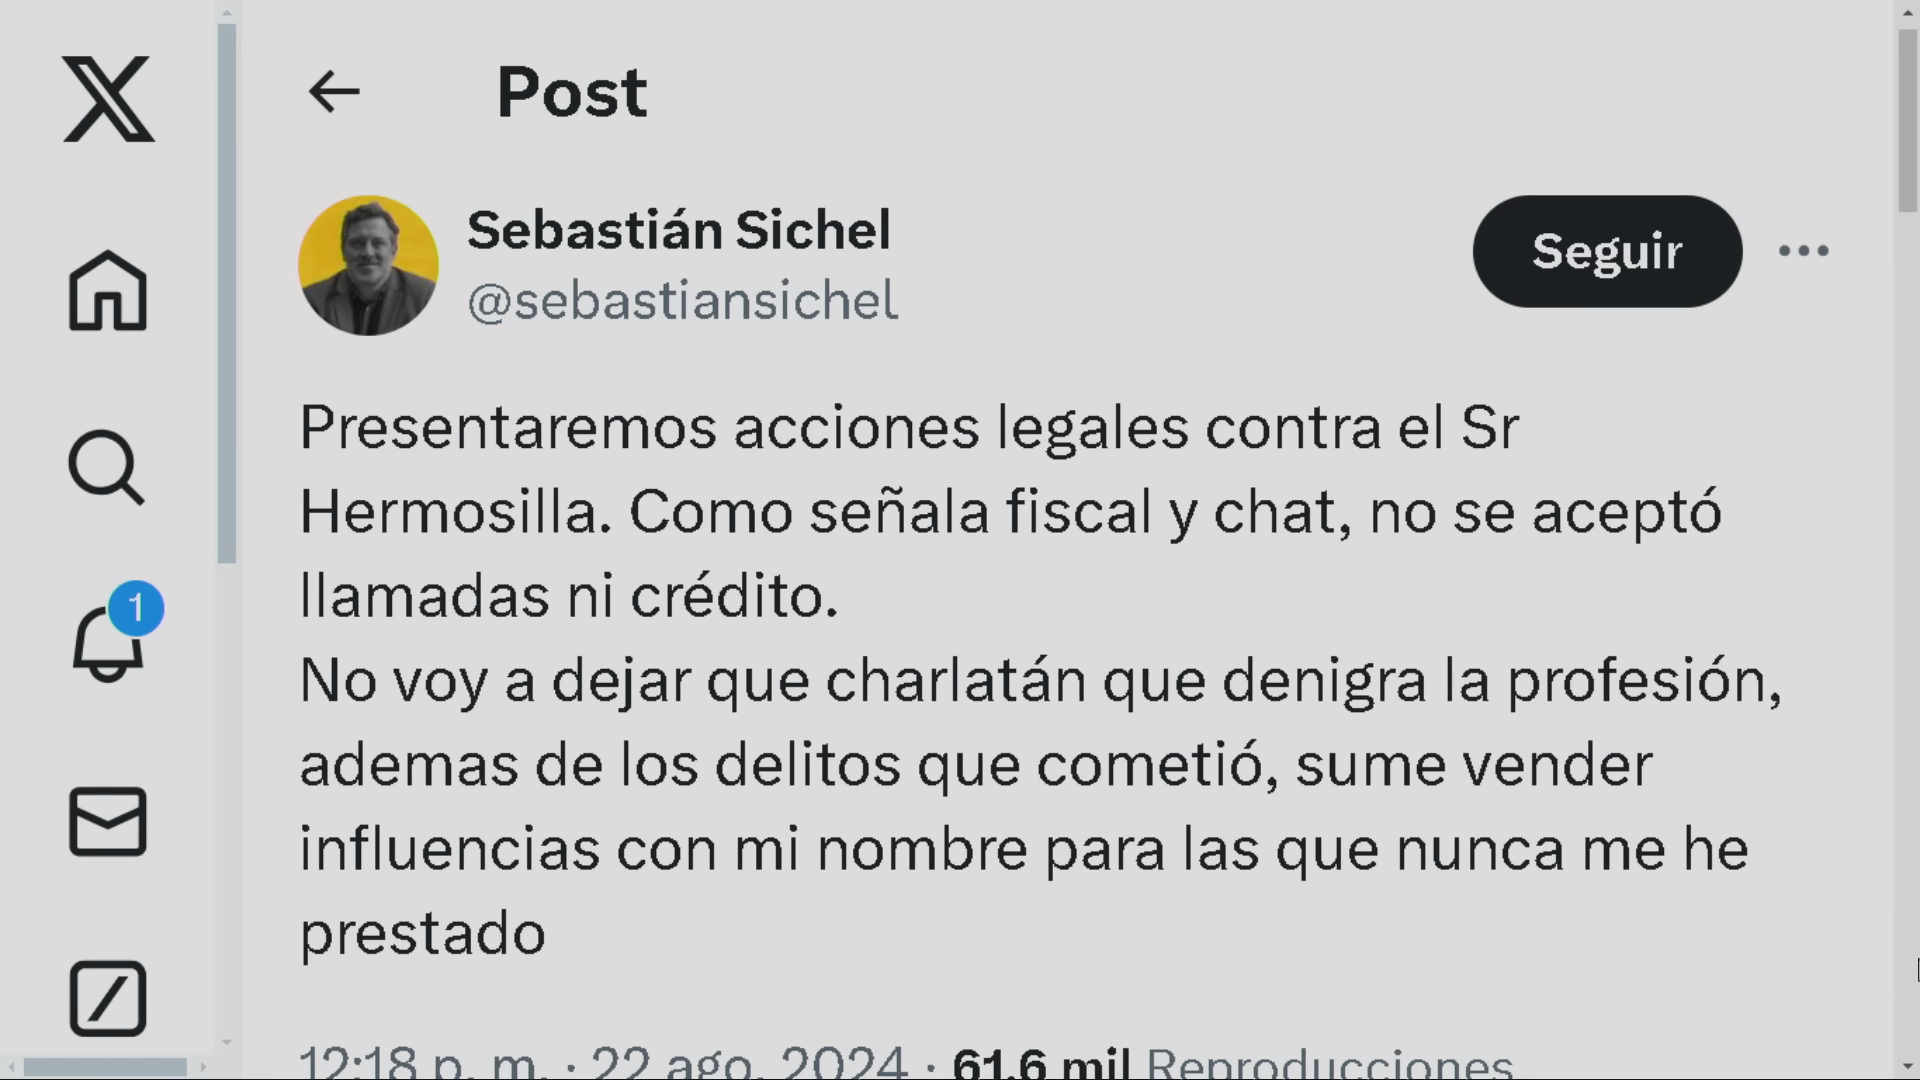 Post
Sebastián Sichel
@sebastiansichel
Seguir
Presentaremos acciones legales contra el Sr
Hermosilla. Como señala fiscal y chat, no se aceptó
llamadas ni crédito.
No voy a dejar que charlatán que denigra la profesión,
ademas de los delitos que cometió, sume vender
influencias con mi nombre para las que nunca me he
prestado
1
12:18 p. m. · 22 ago. 2024 · 61,6 mil Reproducciones